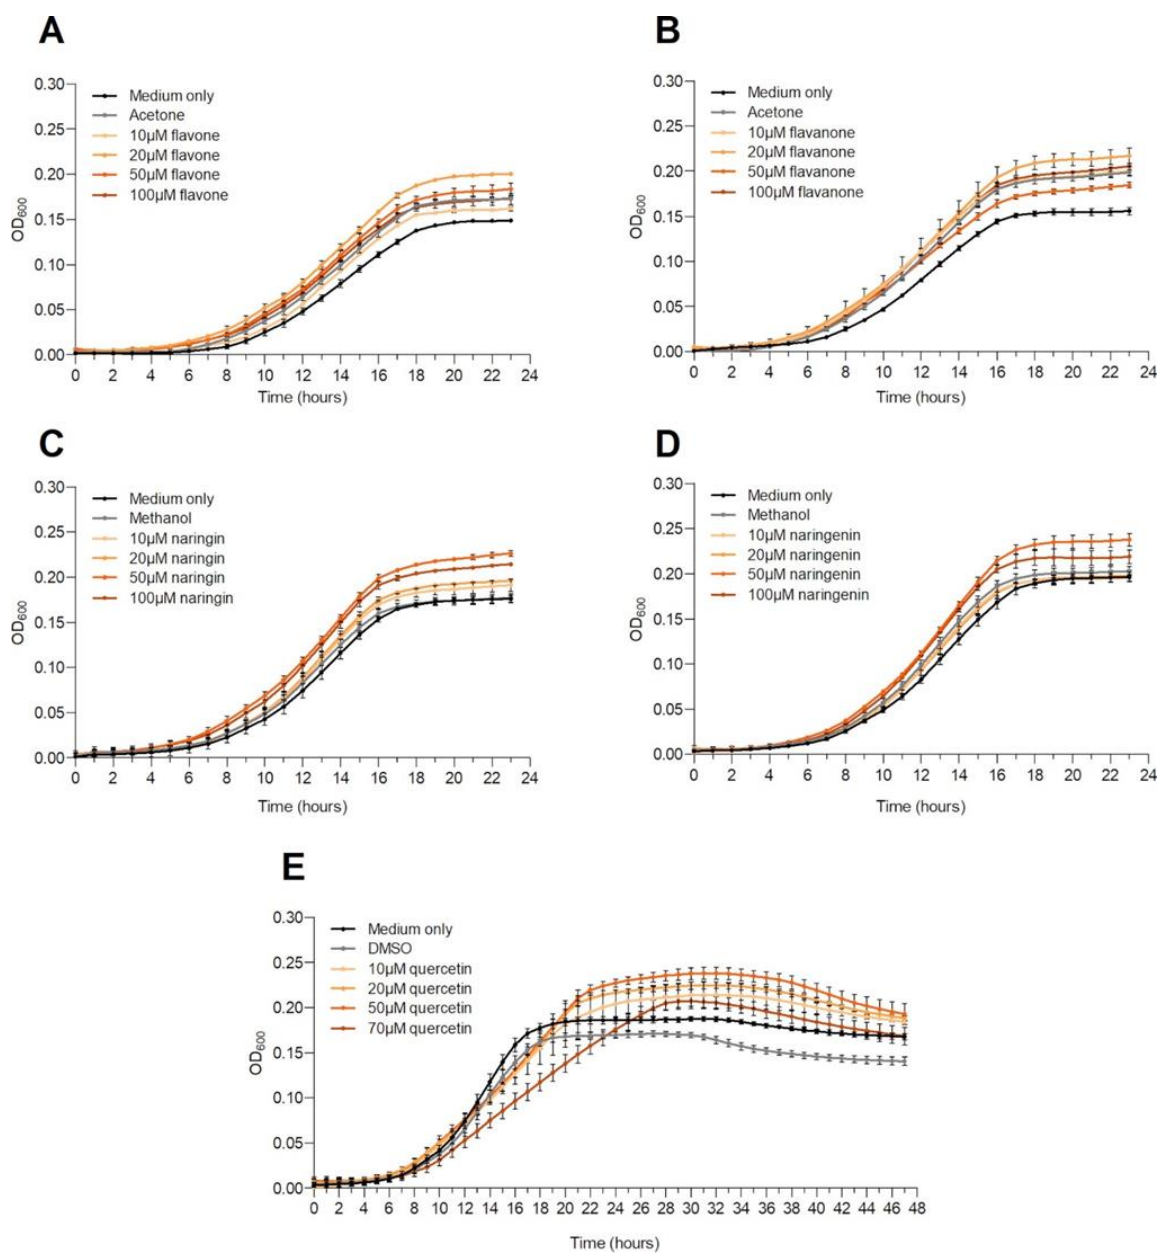 A
0.30
0.25
0.20
0.15
0.10
0.05
0.00
OD600
Medium only
Acetone
10µM flavone
20µM flavone
50µM flavone
100µM flavone
0 2 4 6 8 10 12 14 16 18 20 22 24
Time (hours)
B
0.30
0.25
0.20
0.15
0.10
0.05
0.00
OD600
Medium only
Acetone
10µM flavanone
20µM flavanone
50µM flavanone
100µM flavanone
0 2 4 6 8 10 12 14 16 18 20 22 24
Time (hours)
C
0.30
0.25
0.20
0.15
0.10
0.05
0.00
OD600
Medium only
Methanol
10µM naringin
20µM naringin
50µM naringin
100µM naringin
0 2 4 6 8 10 12 14 16 18 20 22 24
Time (hours)
D
0.30
0.25
0.20
0.15
0.10
0.05
0.00
OD600
Medium only
Methanol
10µM naringenin
20µM naringenin
50µM naringenin
100µM naringenin
0 2 4 6 8 10 12 14 16 18 20 22 24
Time (hours)
E
0.30
0.25
0.20
0.15
0.10
0.05
0.00
OD600
Medium only
DMSO
10µM quercetin
20µM quercetin
50µM quercetin
70µM quercetin
0 2 4 6 8 10 12 14 16 18 20 22 24 26 28 30 32 34 36 38 40 42 44 46 48
Time (hours)